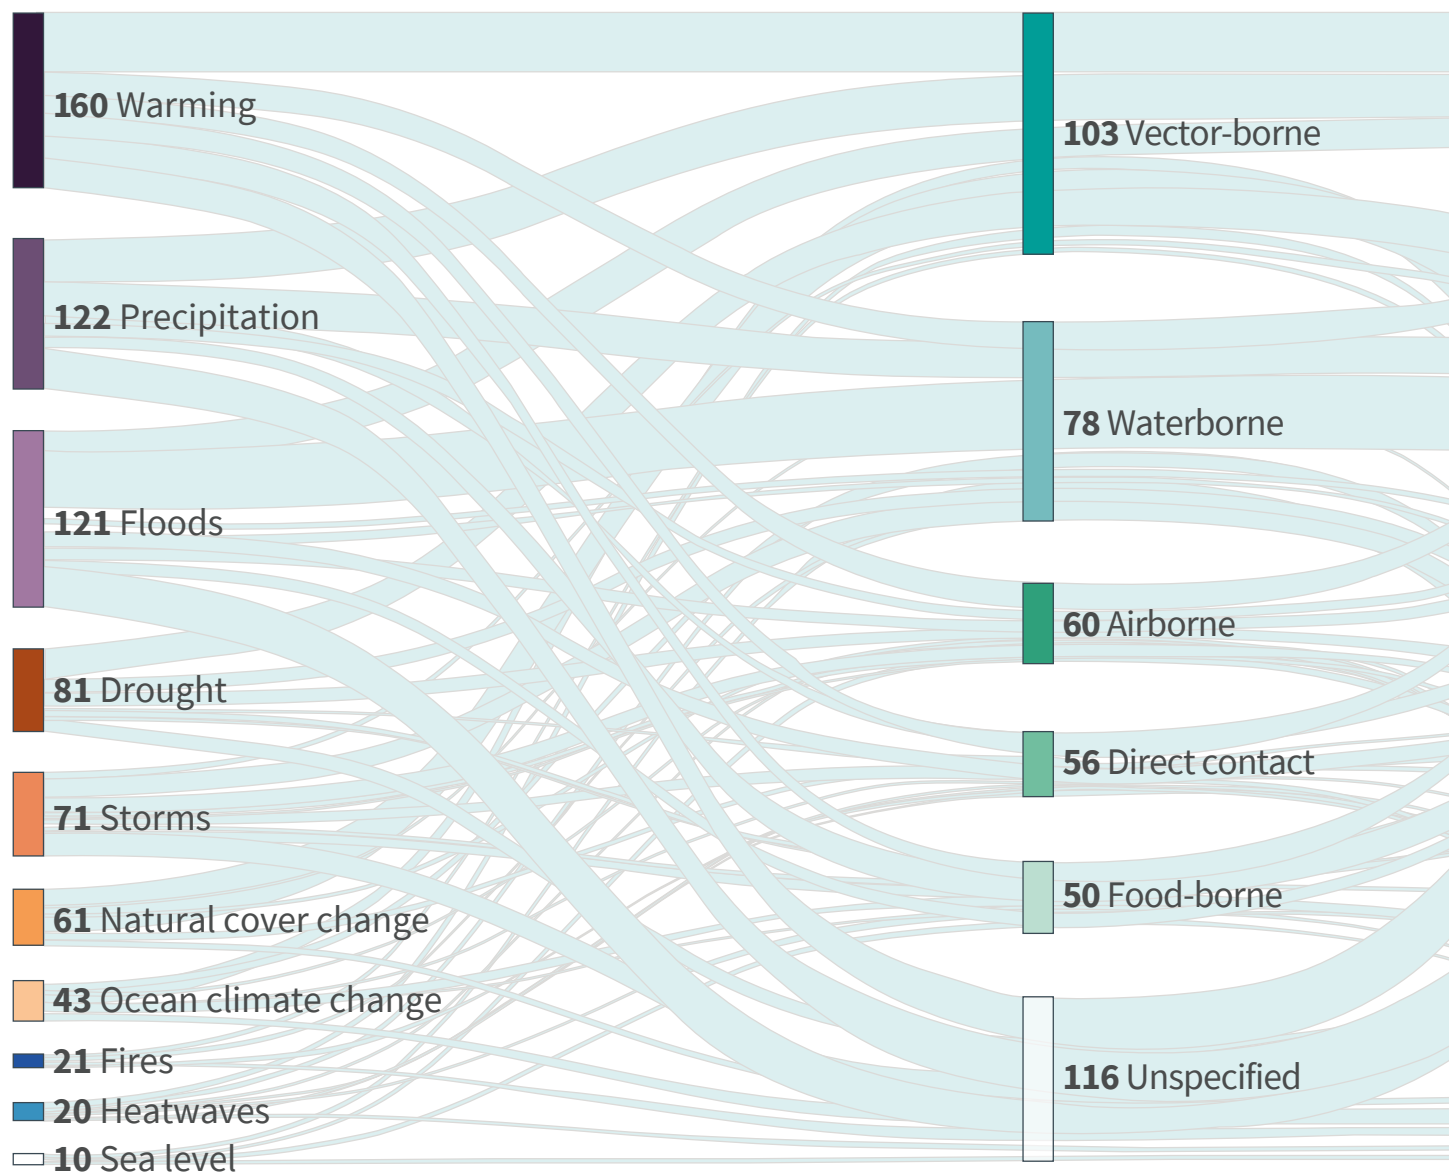 160 Warming
122 Precipitation
121 Floods
81 Drought
71 Storms
61 Natural cover change
43 Ocean climate change
21 Fires
20 Heatwaves
10 Sea level
103 Vector-borne
78 Waterborne
60 Airborne
56 Direct contact
50 Food-borne
116 Unspecified